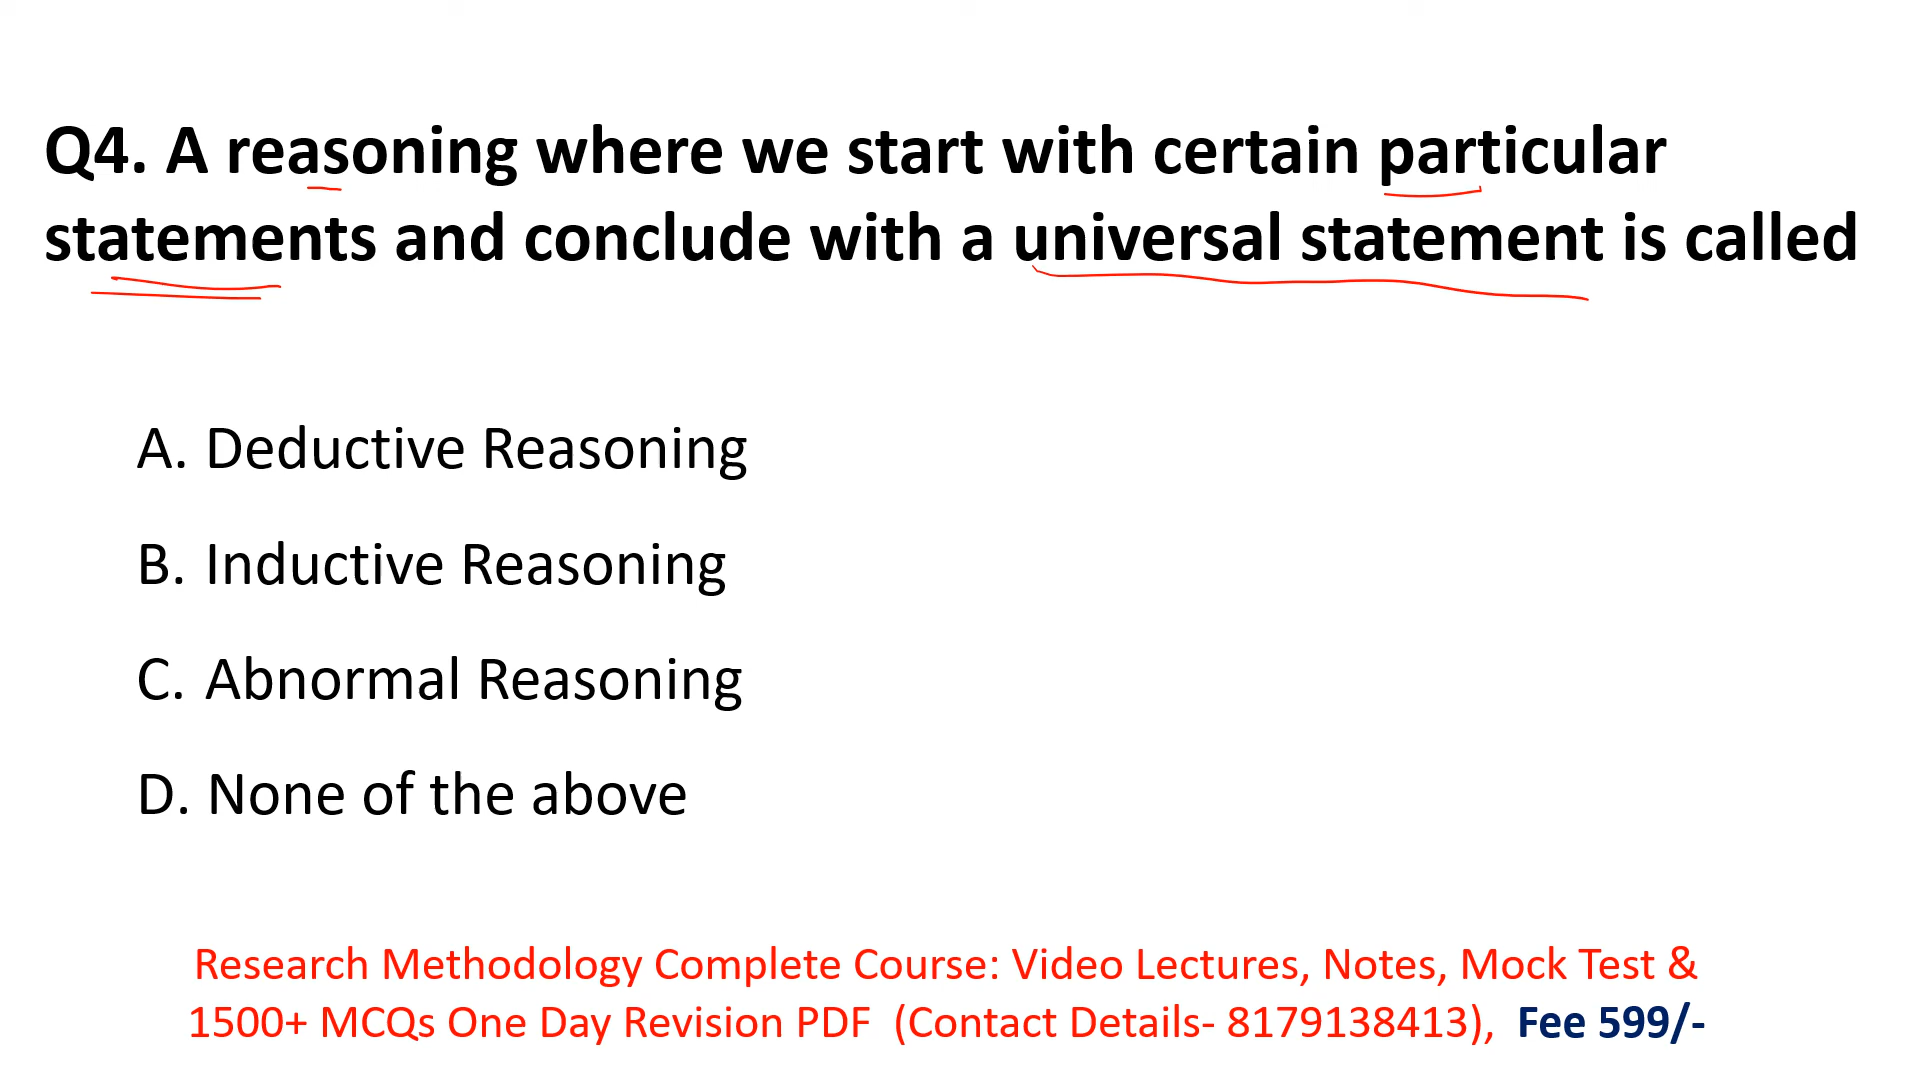 Q4. A reasoning where we start with certain particular
statements and conclude with a universal statement is called
A. Deductive Reasoning
B. Inductive Reasoning
C. Abnormal Reasoning
D. None of the above
Research Methodology Complete Course: Video Lectures, Notes, Mock Test &
1500+ MCQs One Day Revision PDF (Contact Details- 8179138413), Fee 599/-